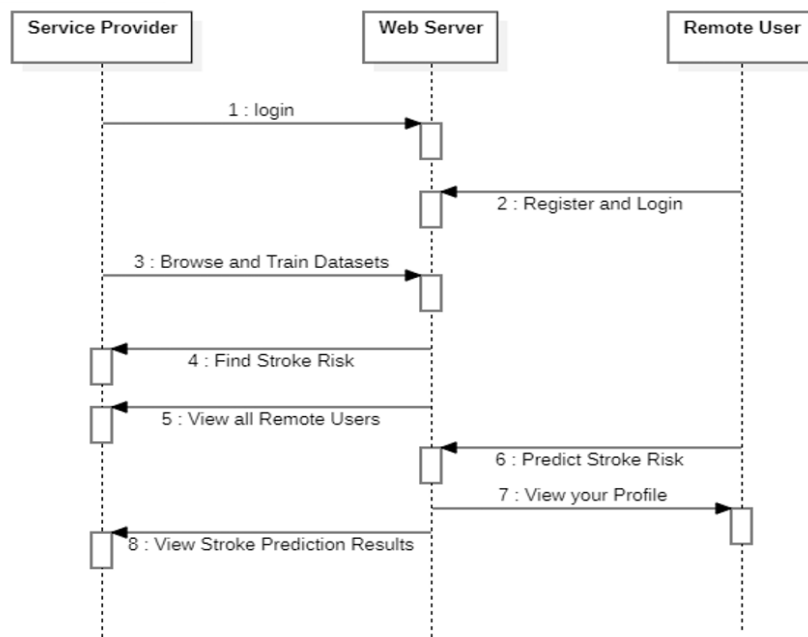 Service Provider
Web Server
Remote User
1 : login
2 : Register and Login
3 : Browse and Train Datasets
4 : Find Stroke Risk
5 : View all Remote Users
6 : Predict Stroke Risk
7 : View your Profile
8 : View Stroke Prediction Results